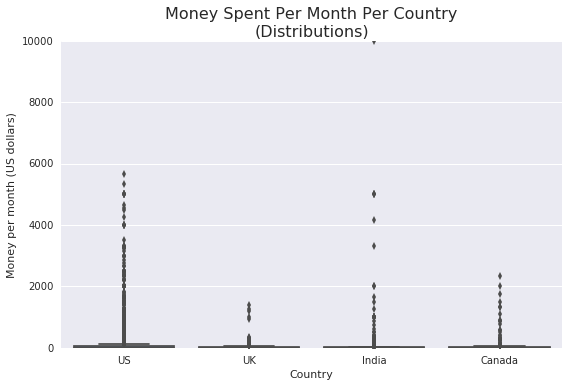 Money Spent Per Month Per Country
(Distributions)
10000
8000
6000
4000
2000
0
Money per month (US dollars)
US UK India Canada
Country